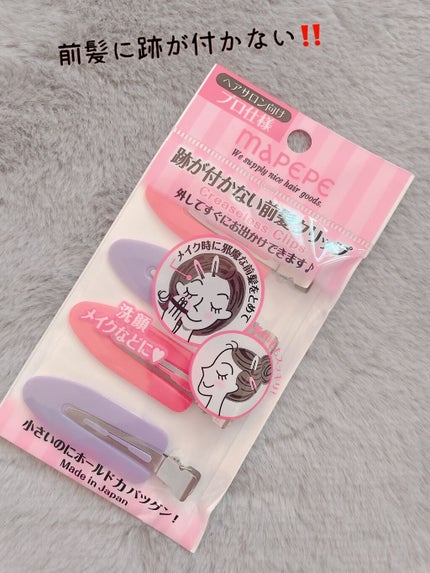 前髪に跡が付かない‼️
ヘアサロン向け
プロ仕様
mAPEPE
We supply nice hair goods.
跡が付かない前髪クリップ
Creaseless Clips
外してすぐにお出かけできます♪
メイク時に邪魔な前髪をとめて
洗顔
メイクなどに♥
小さいのにホールド力バツグン!
Made in Japan